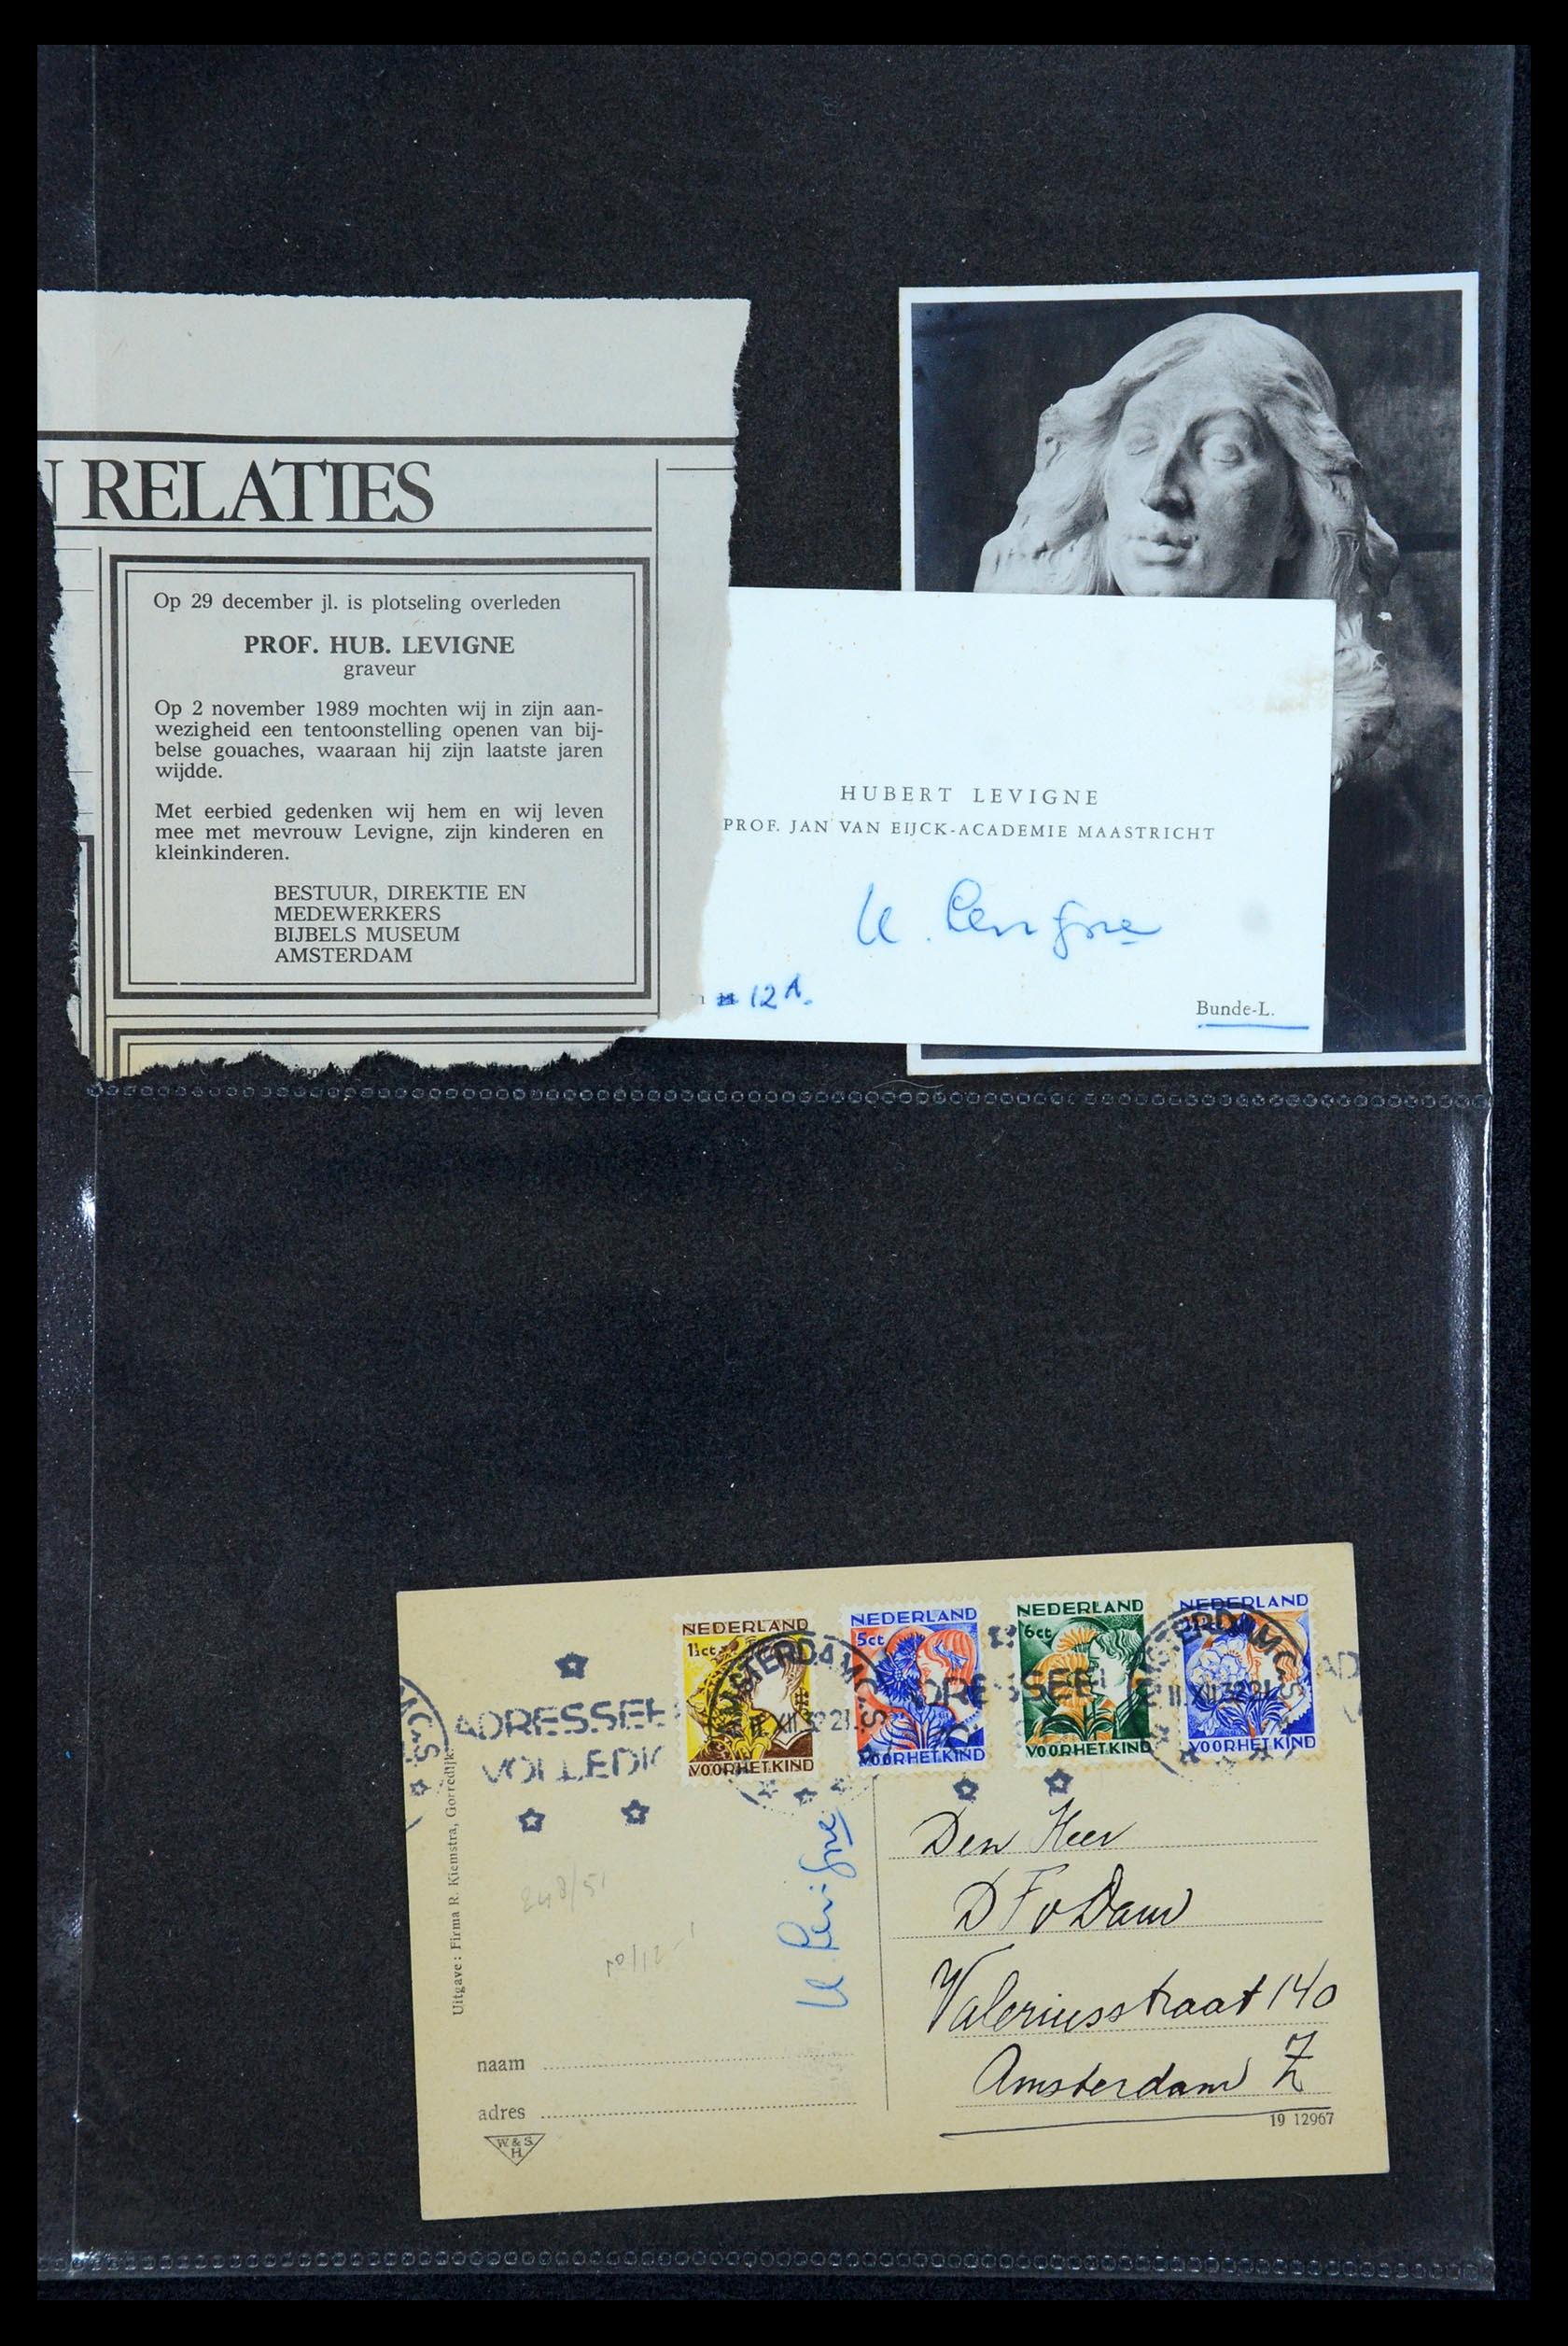 RELATIES
Op 29 december jl. is plotseling overleden
PROF. HUB. LEVIGNE
graveur
Op 2 november 1989 mochten wij in zijn aan-
wezigheid een tentoonstelling openen van bij-
belse gouaches, waaraan hij zijn laatste jaren
wijdde.
Met eerbied gedenken wij hem en wij leven
mee met mevrouw Levigne, zijn kinderen en
kleinkinderen.
BESTUUR, DIREKTIE EN
MEDEWERKERS
BIJBELS MUSEUM
AMSTERDAM
HUBERT LEVIGNE
PROF. JAN VAN EIJCK-ACADEMIE MAASTRICHT
H. Levigne
12A.
Bunde-L.
NEDERLAND
1½ct
VOOR HET KIND
NEDERLAND
5ct
VOOR HET KIND
NEDERLAND
6ct
VOOR HET KIND
NEDERLAND
VOOR HET KIND
AMSTERDAM C.S.
ADRESSEE
VOLLEDIG
Uitgave: Firma R. Kiemstra, Gorredijk.
H. Levigne
Den Heer
D F v Dam
Valeriusstraat 140
Amsterdam Z
naam
adres
W. & S.
H.
19 12967